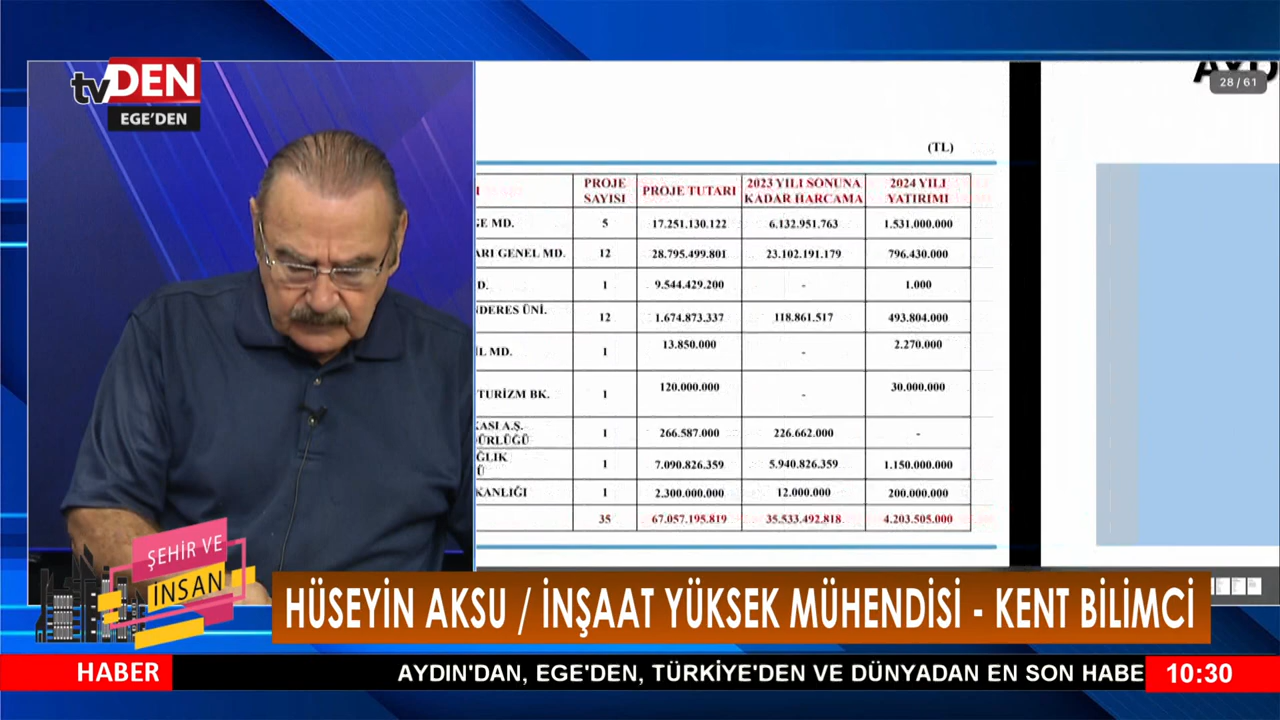 tvDEN
EGE'DEN
28 / 61
(TL)
PROJE SAYISI PROJE TUTARI 2023 YILI SONUNA KADAR HARCAMA 2024 YILI YATIRIMI
GE MD. 5 17.251.130.122 6.132.951.763 1.531.000.000
ARI GENEL MD. 12 28.795.499.801 23.102.191.179 796.430.000
D. 1 9.544.429.200 - 1.000
NDERES ÜNİ. 12 1.674.873.337 118.861.517 493.804.000
İL MD. 1 13.850.000 - 2.270.000
TURİZM BK. 1 120.000.000 - 30.000.000
KASI A.Ş.
ÜRLÜĞÜ 1 266.587.000 226.662.000 -
ĞLIK
Ü 1 7.090.826.359 5.940.826.359 1.150.000.000
KANLIĞI 1 2.300.000.000 12.000.000 200.000.000
35 67.057.195.819 35.533.492.818 4.203.505.000
ŞEHİR VE
İNSAN
HÜSEYİN AKSU / İNŞAAT YÜKSEK MÜHENDİSİ - KENT BİLİMCİ
HABER AYDIN'DAN, EGE'DEN, TÜRKİYE'DEN VE DÜNYADAN EN SON HABE 10:30